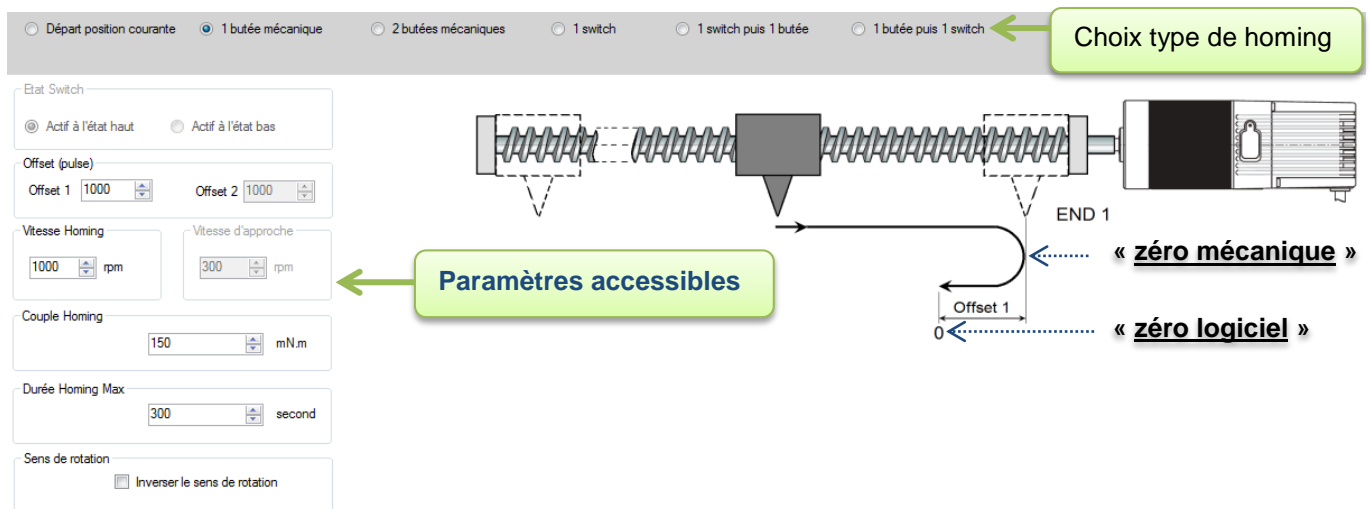 Départ position courante 1 butée mécanique 2 butées mécaniques 1 switch 1 switch puis 1 butée 1 butée puis 1 switch
Choix type de homing
Etat Switch
Actif à l'état haut Actif à l'état bas
Offset (pulse)
Offset 1 1000 Offset 2 1000
Vitesse Homing Vitesse d'approche
1000 rpm 300 rpm
Couple Homing
150 mN.m
Durée Homing Max
300 second
Sens de rotation
Inverser le sens de rotation
Paramètres accessibles
END 1
« zéro mécanique »
Offset 1
0
« zéro logiciel »